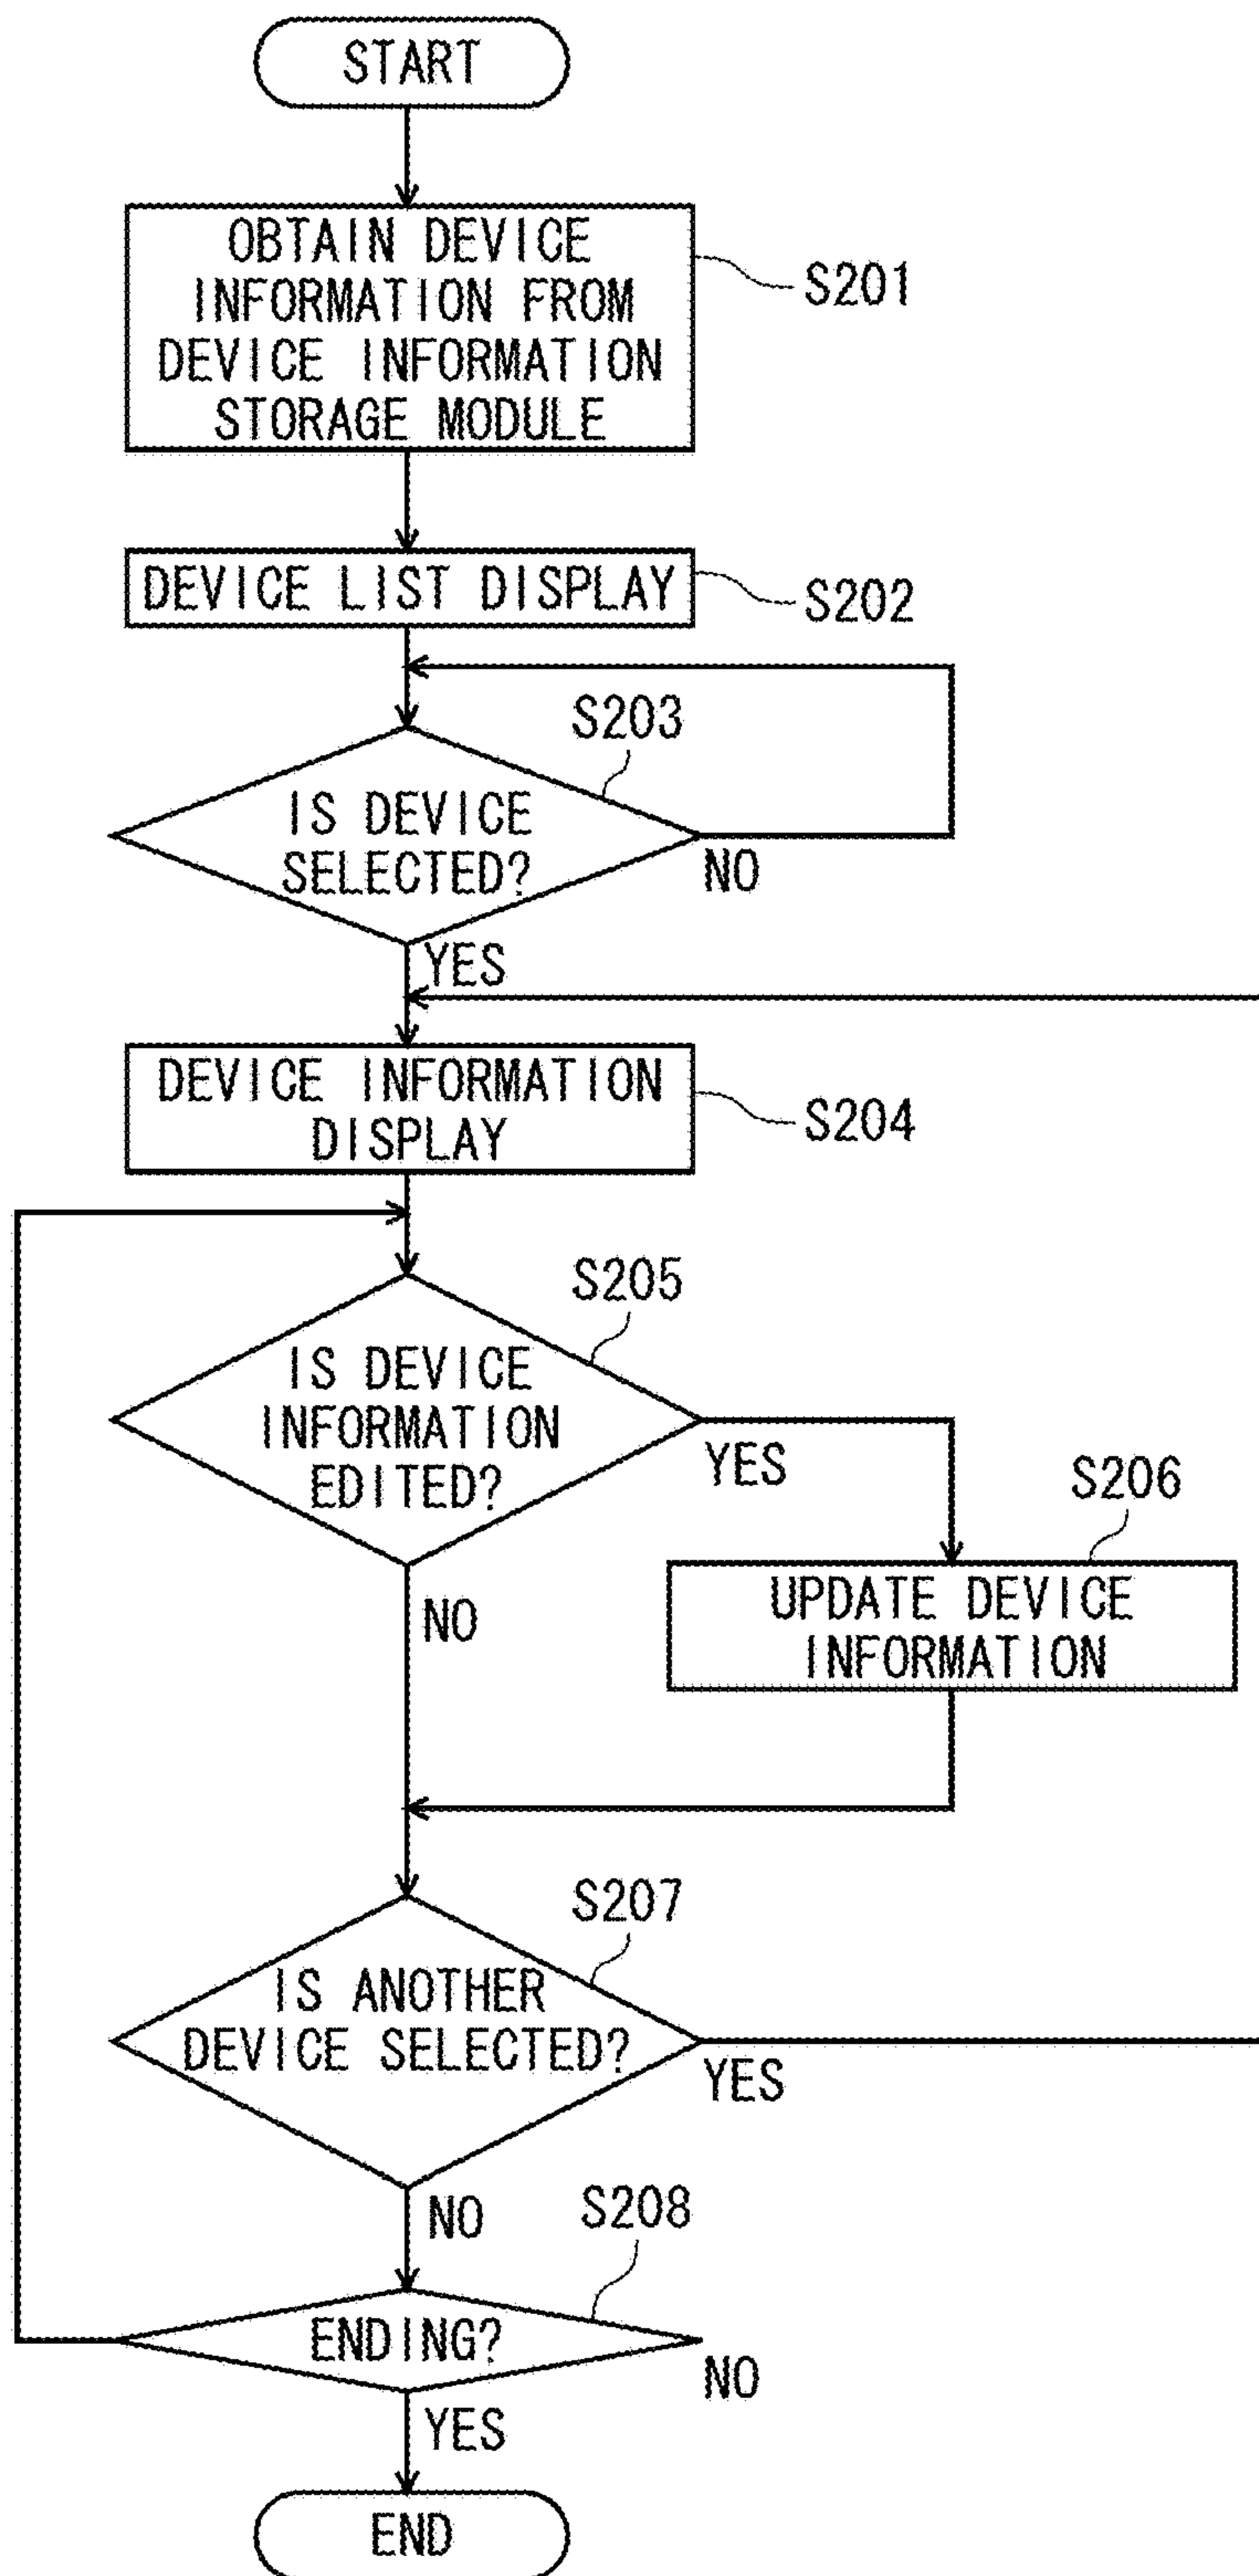 START
OBTAIN DEVICE
INFORMATION FROM
DEVICE INFORMATION
STORAGE MODULE
S201
DEVICE LIST DISPLAY
S202
S203
IS DEVICE
SELECTED?
NO
YES
DEVICE INFORMATION
DISPLAY
S204
S205
IS DEVICE
INFORMATION
EDITED?
YES
S206
UPDATE DEVICE
INFORMATION
NO
S207
IS ANOTHER
DEVICE SELECTED?
YES
NO
S208
ENDING?
NO
YES
END